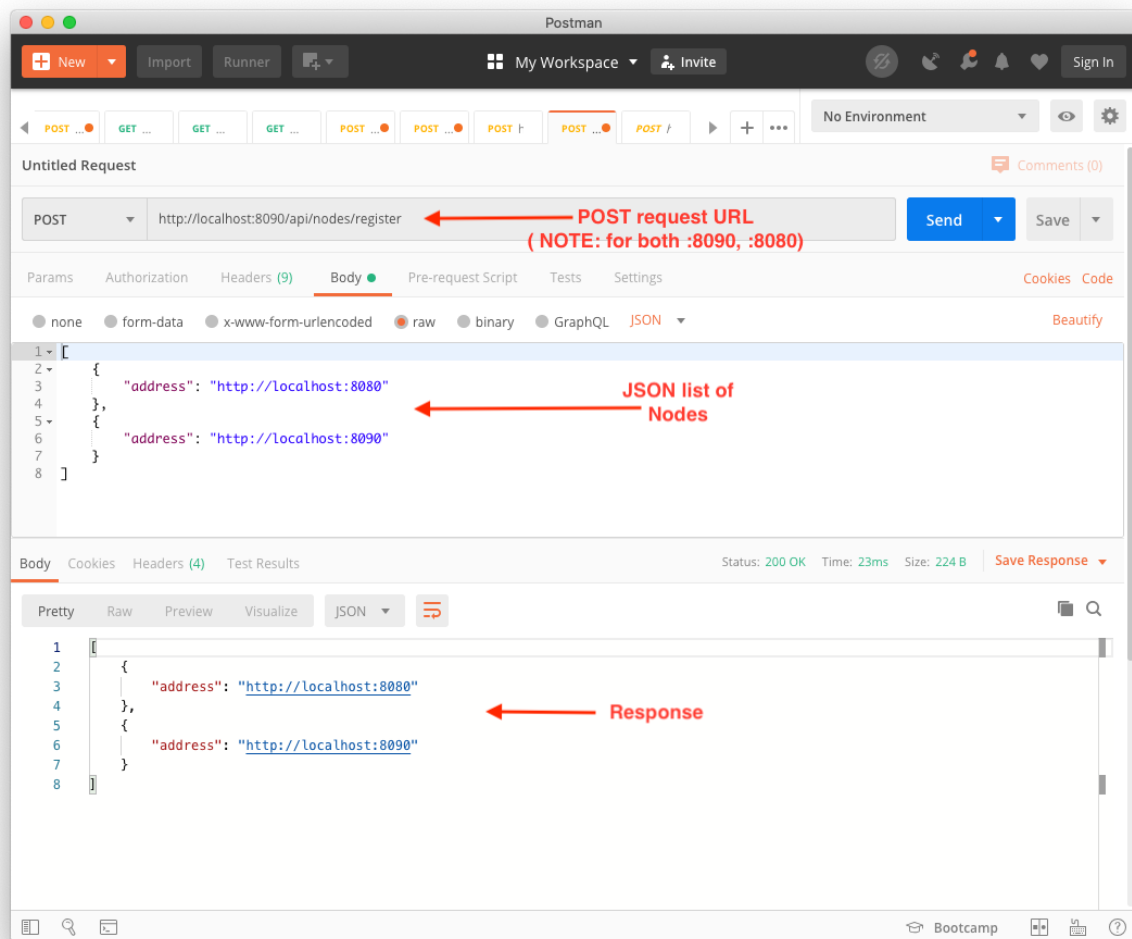 Postman
New Import Runner My Workspace Invite Sign In
POST ... GET ... GET ... GET ... POST ... POST ... POST POST ... POST No Environment
Untitled Request Comments (0)
POST http://localhost:8090/api/nodes/register POST request URL Send Save
( NOTE: for both :8090, :8080)
Params Authorization Headers (9) Body Pre-request Script Tests Settings Cookies Code
none form-data x-www-form-urlencoded raw binary GraphQL JSON Beautify
1 [
2 {
3 "address": "http://localhost:8080"
4 },
5 {
6 "address": "http://localhost:8090"
7 }
8 ]
JSON list of
Nodes
Body Cookies Headers (4) Test Results Status: 200 OK Time: 23ms Size: 224 B Save Response
Pretty Raw Preview Visualize JSON
1 [
2 {
3 "address": "http://localhost:8080"
4 },
5 {
6 "address": "http://localhost:8090"
7 }
8 ]
Response
Bootcamp